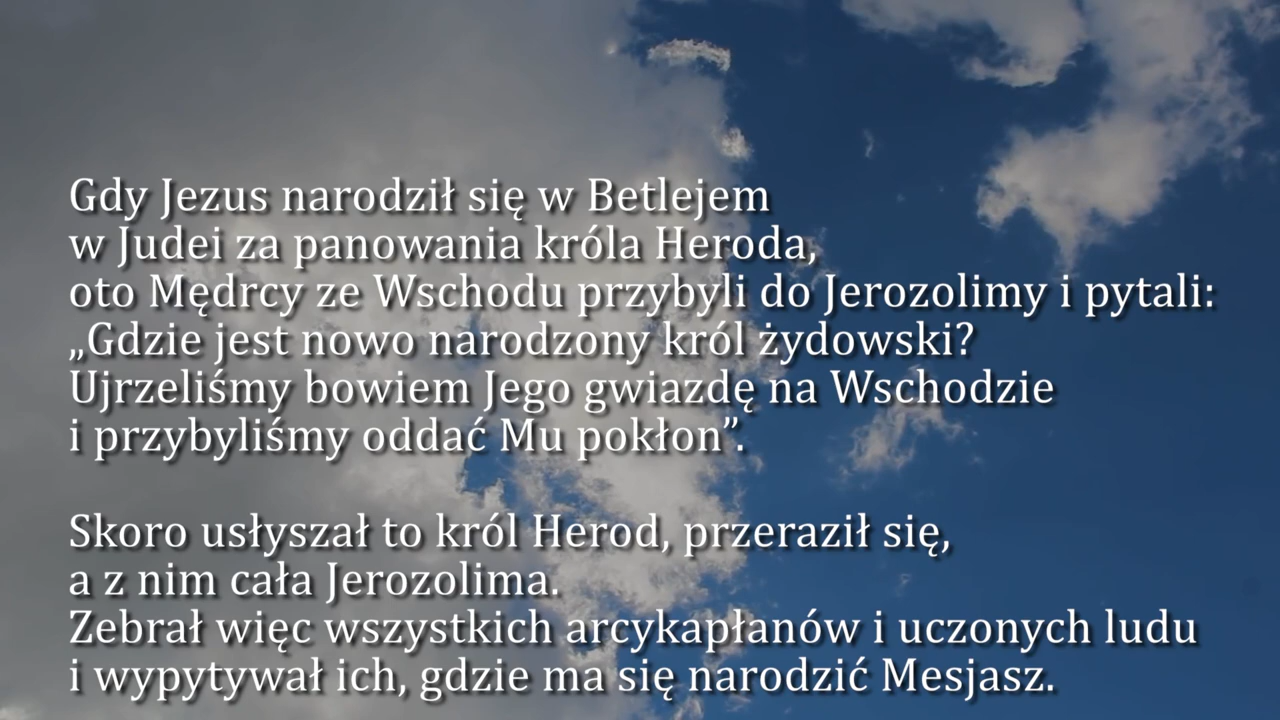 Gdy Jezus narodził się w Betlejem
w Judei za panowania króla Heroda,
oto Mędrcy ze Wschodu przybyli do Jerozolimy i pytali:
„Gdzie jest nowo narodzony król żydowski?
Ujrzeliśmy bowiem Jego gwiazdę na Wschodzie
i przybyliśmy oddać Mu pokłon”.
Skoro usłyszał to król Herod, przeraził się,
a z nim cała Jerozolima.
Zebrał więc wszystkich arcykapłanów i uczonych ludu
i wypytywał ich, gdzie ma się narodzić Mesjasz.